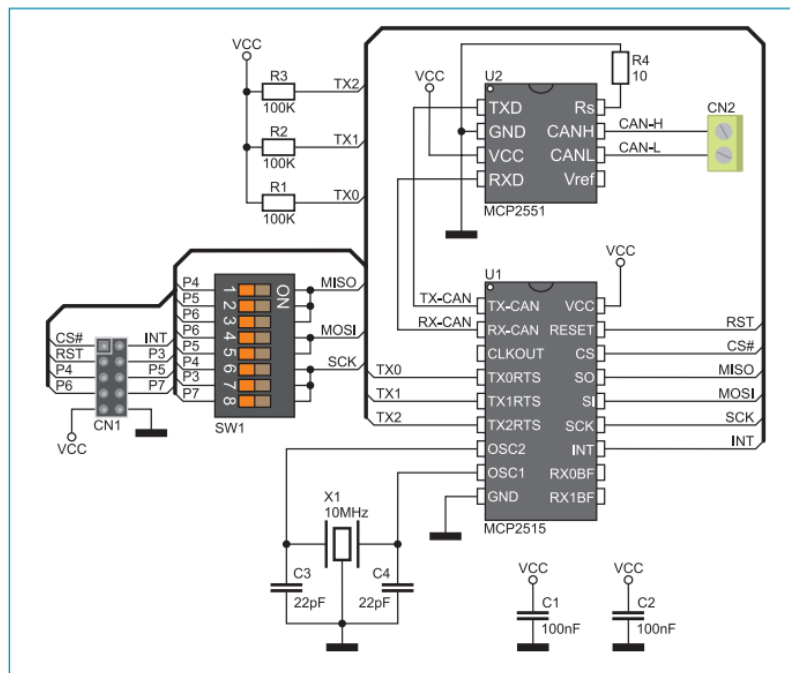 VCC
R3
100K
TX2
R2
100K
TX1
R1
100K
TX0
VCC
U2
TXD
GND
VCC
RXD
Rs
CANH
CANL
Vref
MCP2551
R4
10
CAN-H
CAN-L
CN2
CS#
RST
P4
P6
INT
P3
P5
P7
CN1
VCC
P4
P5
P6
P6
P5
P4
P3
P7
1
2
3
4
5
6
7
8
ON
SW1
MISO
MOSI
SCK
TX0
TX1
TX2
U1
TX-CAN
RX-CAN
TX-CAN
RX-CAN
CLKOUT
TX0RTS
TX1RTS
TX2RTS
OSC2
OSC1
GND
VCC
RESET
CS
SO
SI
SCK
INT
RX0BF
RX1BF
MCP2515
VCC
RST
CS#
MISO
MOSI
SCK
INT
X1
10MHz
C3
22pF
C4
22pF
VCC
C1
100nF
VCC
C2
100nF